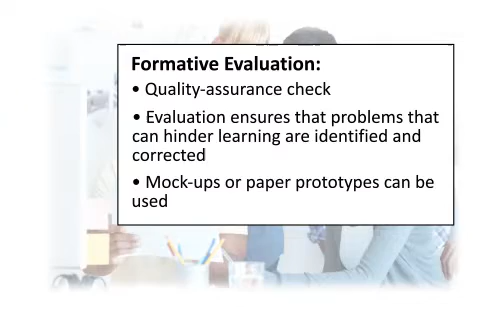 Formative Evaluation:
• Quality-assurance check
• Evaluation ensures that problems that
can hinder learning are identified and
corrected
• Mock-ups or paper prototypes can be
used